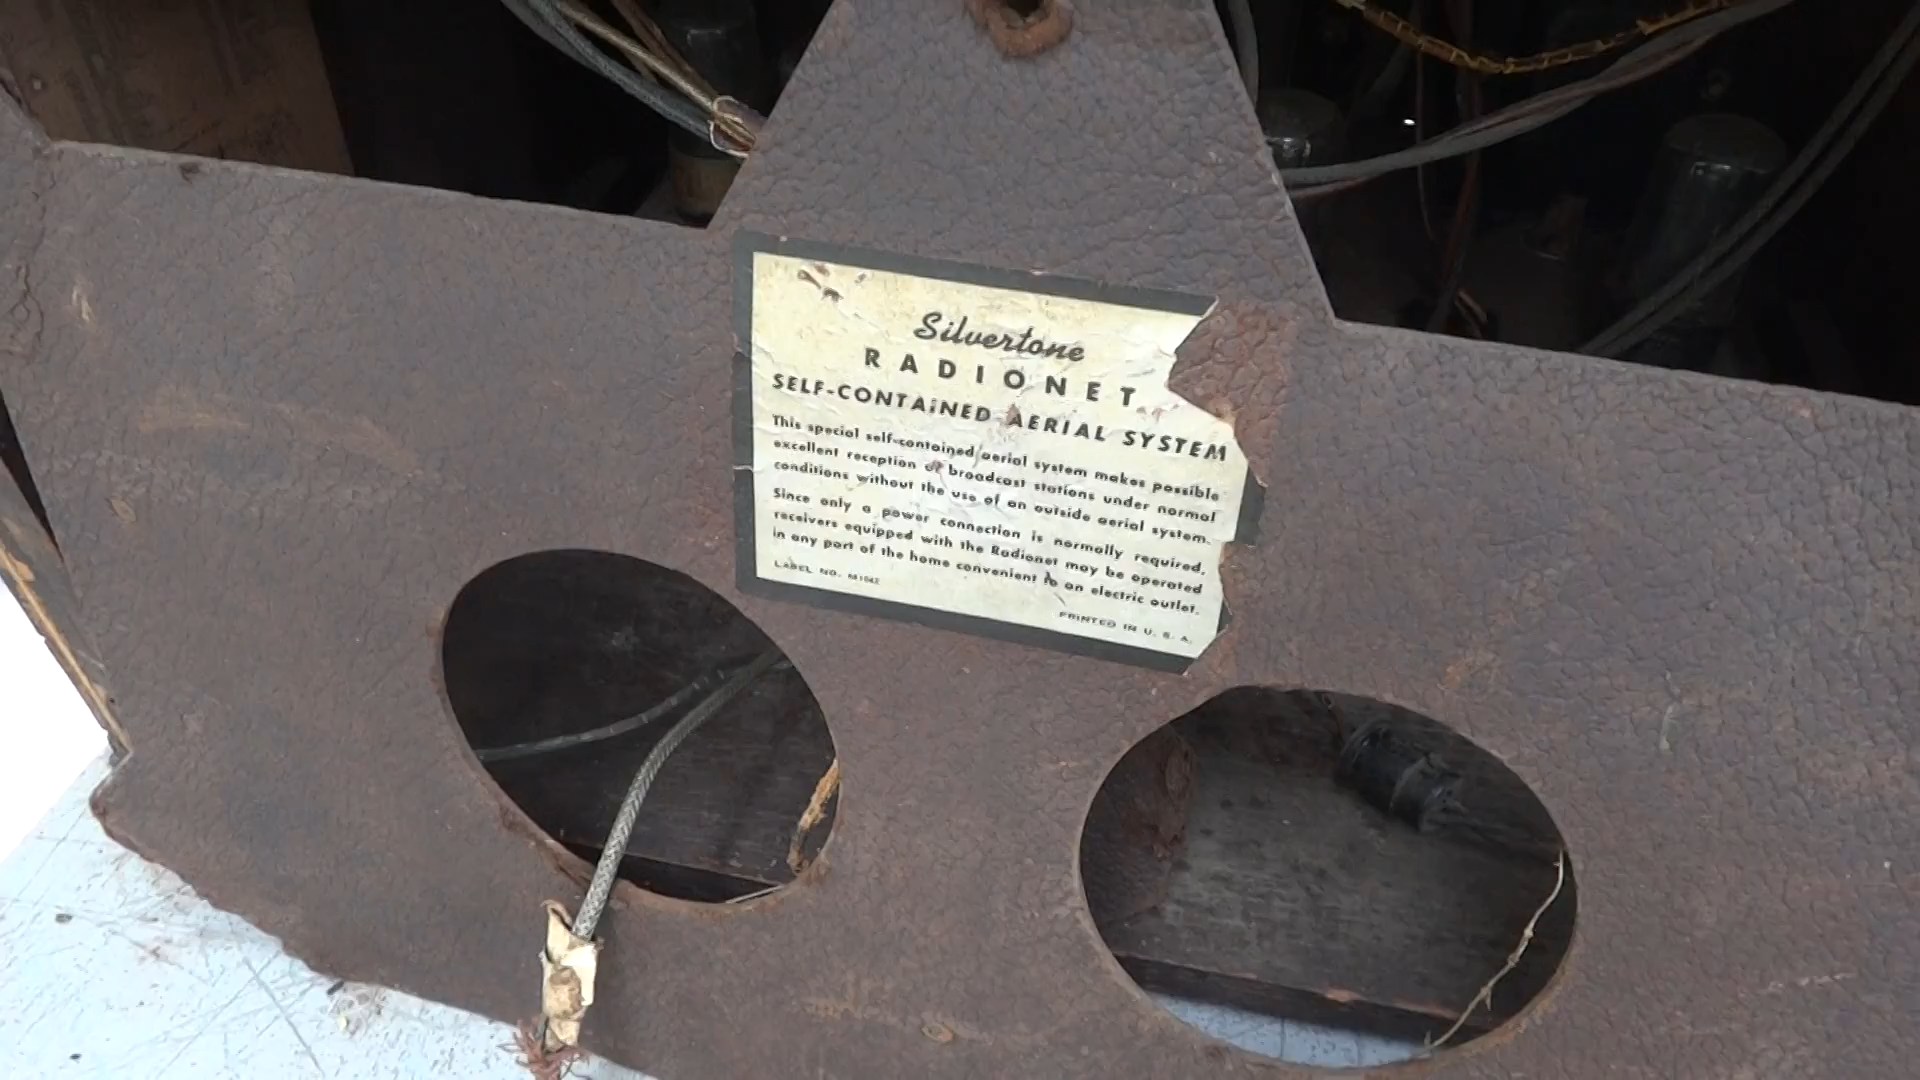 Silvertone
RADIONET
SELF-CONTAINED AERIAL SYSTEM
This special self-contained aerial system makes possible
excellent reception of broadcast stations under normal
conditions without the use of an outside aerial system.
Since only a power connection is normally required,
receivers equipped with the Radionet may be operated
in any part of the home convenient to an electric outlet.
LABEL NO. M1042
PRINTED IN U. S. A.